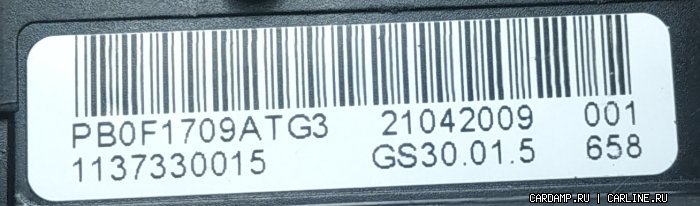 PB0F1709ATG3 21042009 001
1137330015 GS30.01.5 658
CARDAMP.RU | CARLINE.RU